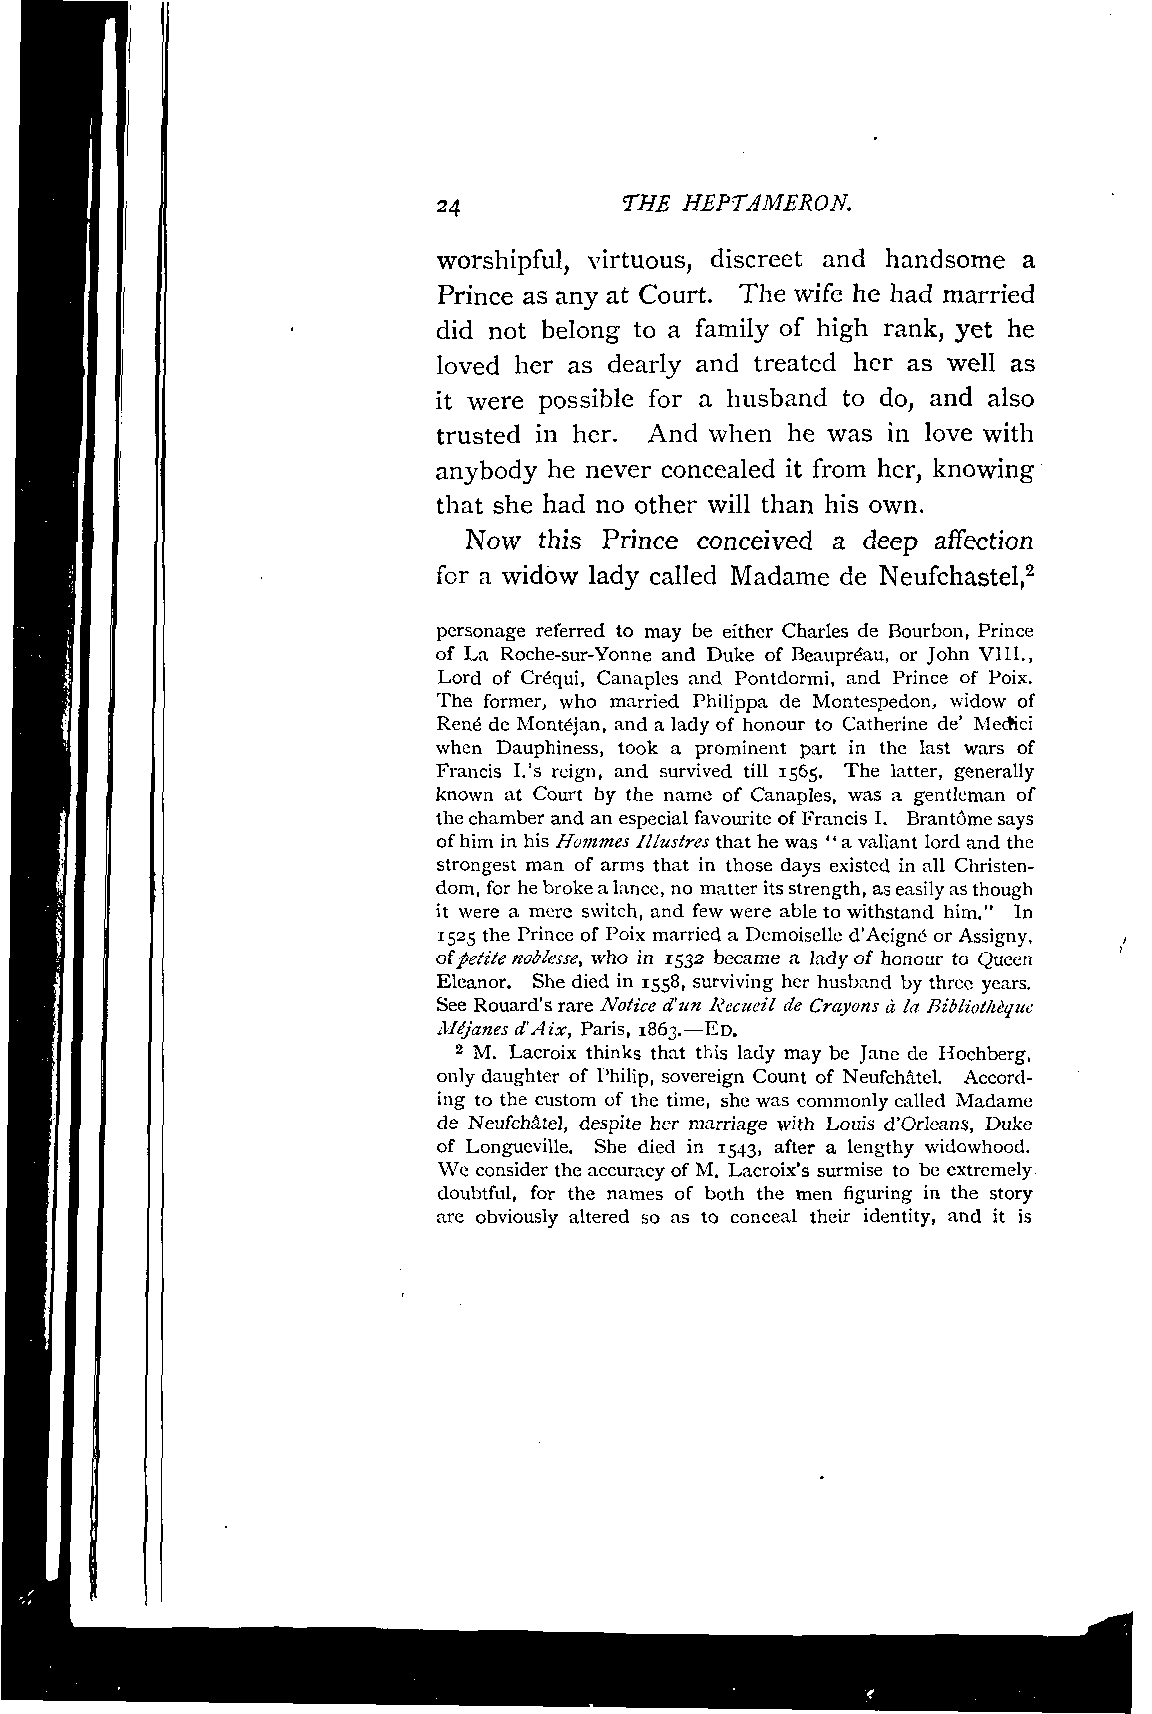 24 THE HEPTAMERON.
worshipful, virtuous, discreet and handsome a
Prince as any at Court. The wife he had married
did not belong to a family of high rank, yet he
loved her as dearly and treated her as well as
it were possible for a husband to do, and also
trusted in her. And when he was in love with
anybody he never concealed it from her, knowing
that she had no other will than his own.
Now this Prince conceived a deep affection
for a widow lady called Madame de Neufchastel,²
personage referred to may be either Charles de Bourbon, Prince
of La Roche-sur-Yonne and Duke of Beaupréau, or John VIII.,
Lord of Créqui, Canaples and Pontdormi, and Prince of Poix.
The former, who married Philippa de Montespedon, widow of
René de Montéjan, and a lady of honour to Catherine de' Medici
when Dauphiness, took a prominent part in the last wars of
Francis I.'s reign, and survived till 1565. The latter, generally
known at Court by the name of Canaples, was a gentleman of
the chamber and an especial favourite of Francis I. Brantôme says
of him in his Hommes Illustres that he was "a valiant lord and the
strongest man of arms that in those days existed in all Christen-
dom, for he broke a lance, no matter its strength, as easily as though
it were a mere switch, and few were able to withstand him." In
1525 the Prince of Poix married a Demoiselle d'Acigné or Assigny,
of petite noblesse, who in 1532 became a lady of honour to Queen
Eleanor. She died in 1558, surviving her husband by three years.
See Rouard's rare Notice d'un Recueil de Crayons à la Bibliothèque
Méjanes d'Aix, Paris, 1863.—ED.
² M. Lacroix thinks that this lady may be Jane de Hochberg,
only daughter of Philip, sovereign Count of Neufchâtel. Accord-
ing to the custom of the time, she was commonly called Madame
de Neufchâtel, despite her marriage with Louis d'Orleans, Duke
of Longueville. She died in 1543, after a lengthy widowhood.
We consider the accuracy of M. Lacroix's surmise to be extremely
doubtful, for the names of both the men figuring in the story
are obviously altered so as to conceal their identity, and it is